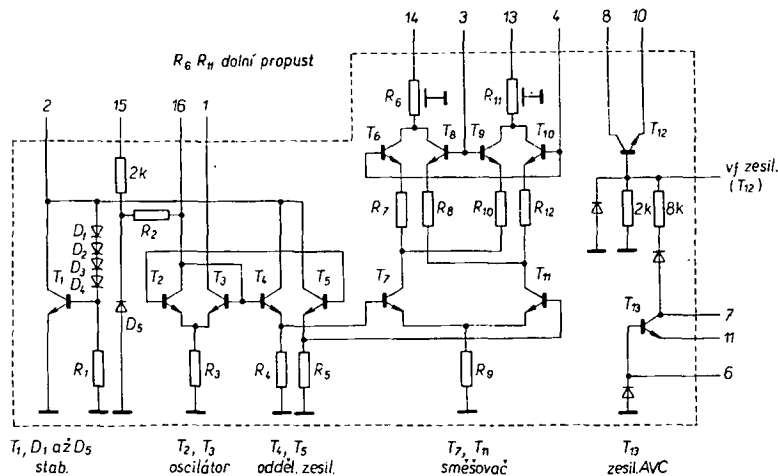 14 3 13 4 8 10
R6 R11 dolní propust
2 15 16 1
R6 R11
T6 T8 T9 T10 T12
2k
vf zesil.
(T12)
R2
R7 R8 R10 R12 2k 8k
D1
D2
D3
D4
T1 T2 T3 T4 T5 T7 T11
D5
T13
7
11
R1 R3 R4 R5 R9
6
T1, D1 až D5
stab.
T2, T3
oscilátor
T4, T5
odděl. zesil.
T7, T11
směšovač
T13
zesil. AVC